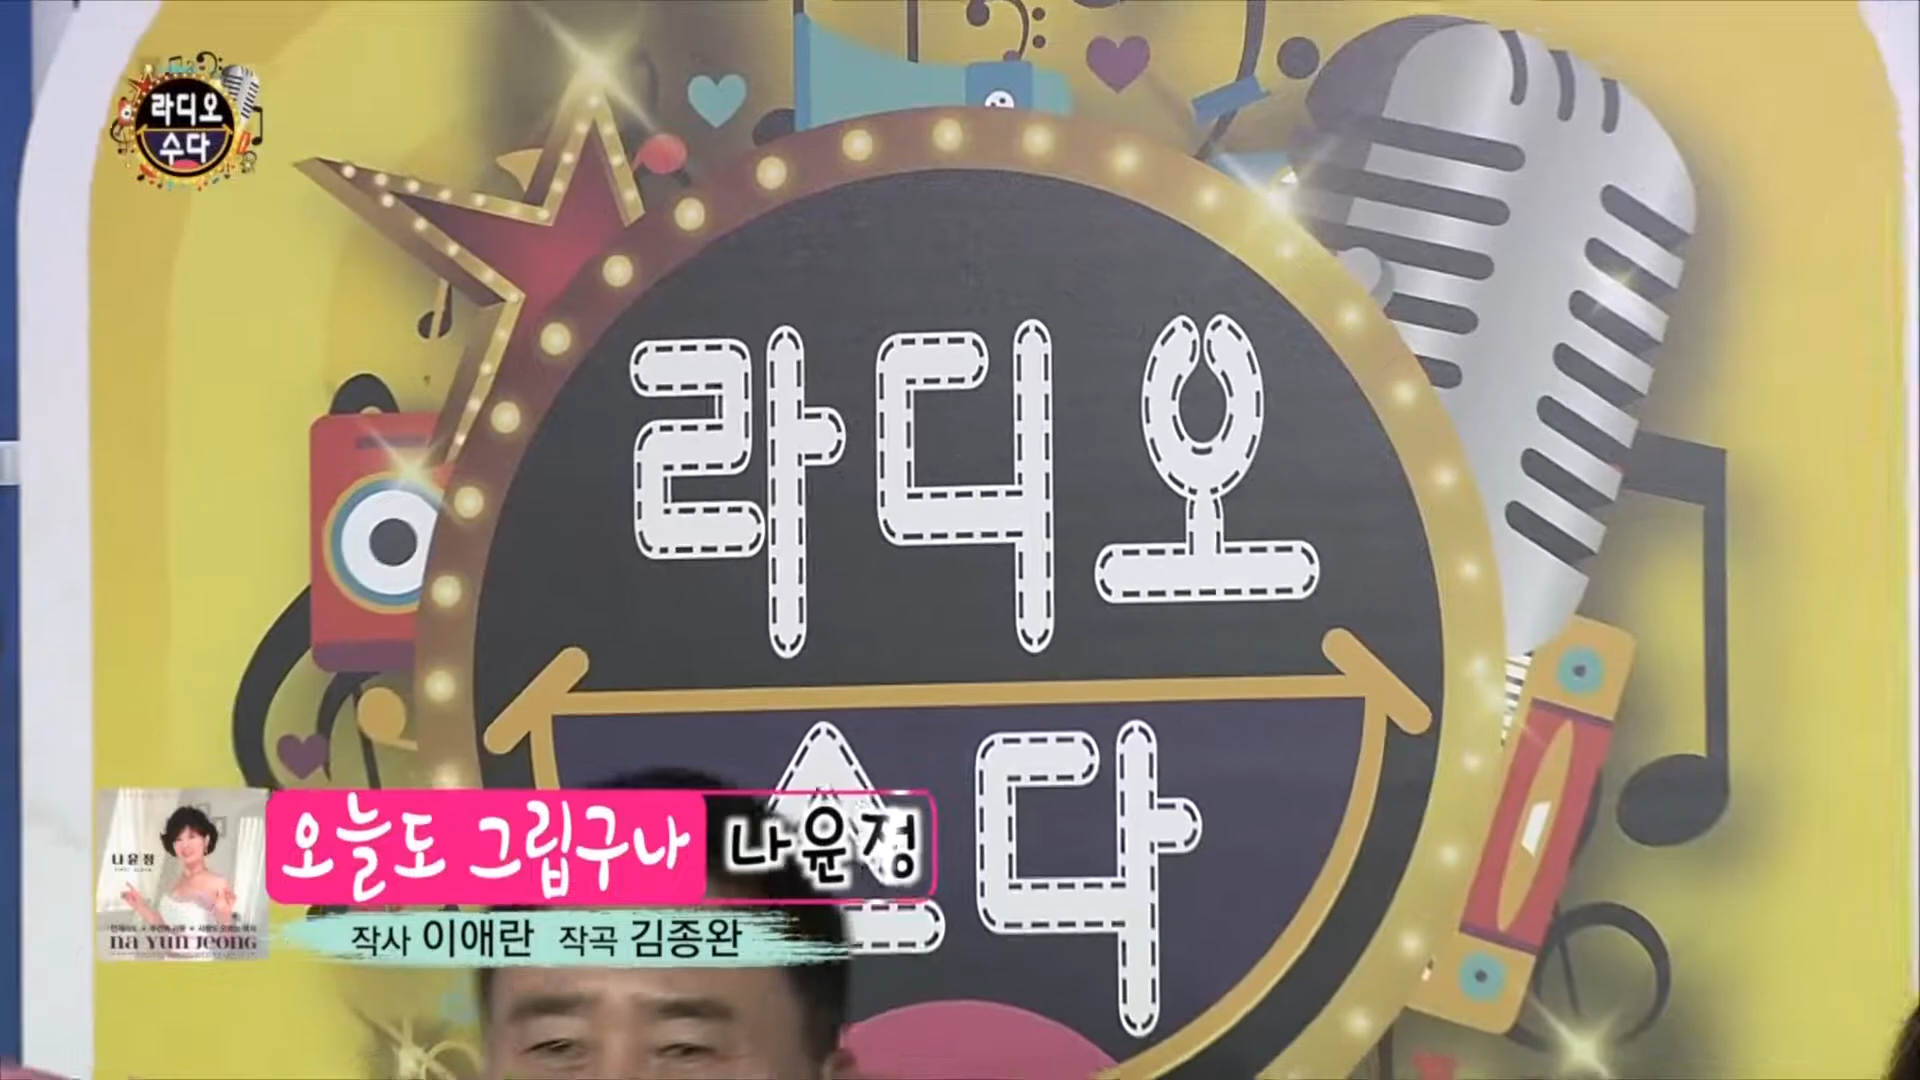 라디오
수다
라디오
수다
오늘도 그립구나 나윤정
작사 이애란 작곡 김종완
나윤정
na yun jeong